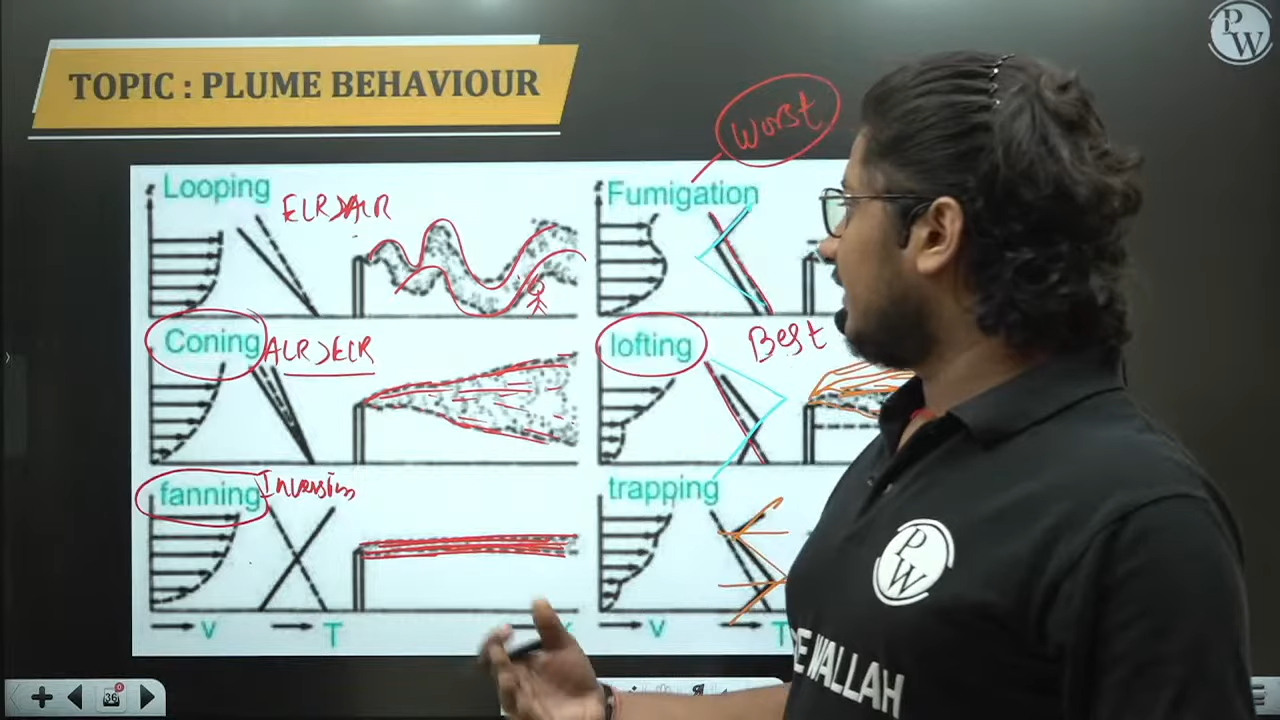 PW
TOPIC : PLUME BEHAVIOUR
Worst
Looping
ELR>ALR
Fumigation
Coning
ALR>ELR
lofting
Best
fanning
Inversion
trapping
V
T
V
T
PW
WALLAH
36